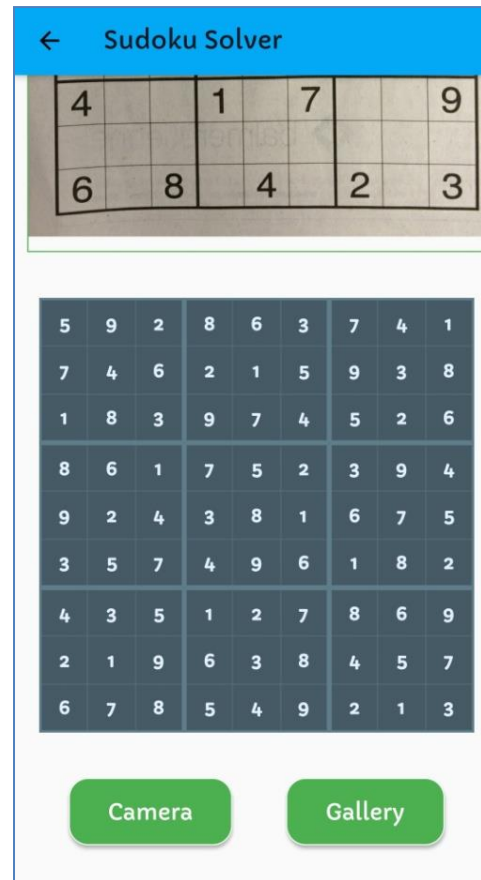 ← Sudoku Solver
4 1 7 9
6 8 4 2 3
5 9 2 8 6 3 7 4 1
7 4 6 2 1 5 9 3 8
1 8 3 9 7 4 5 2 6
8 6 1 7 5 2 3 9 4
9 2 4 3 8 1 6 7 5
3 5 7 4 9 6 1 8 2
4 3 5 1 2 7 8 6 9
2 1 9 6 3 8 4 5 7
6 7 8 5 4 9 2 1 3
Camera Gallery